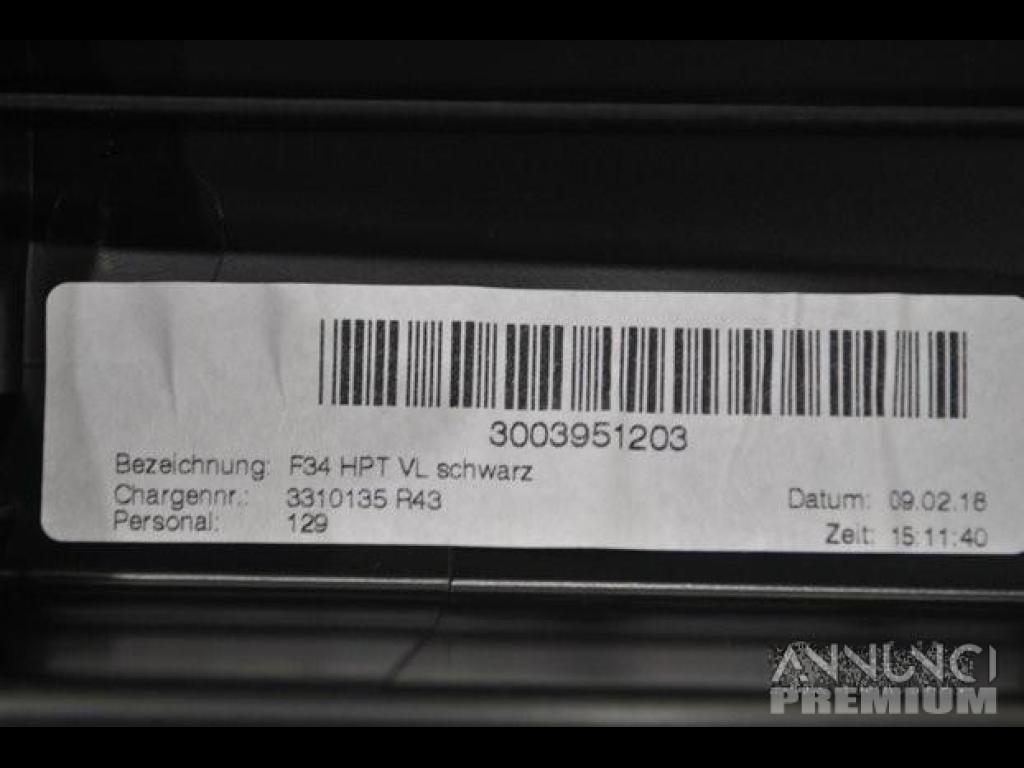 3003951203
Bezeichnung: F34 HPT VL schwarz
Chargennr.: 3310135 R43
Personal: 129
Datum: 09.02.18
Zeit: 15:11:40
ANNUNCI
PREMIUM